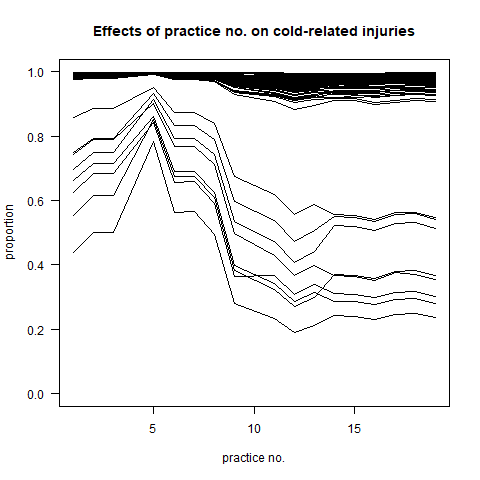 Effects of practice no. on cold-related injuries
proportion
1.0
0.8
0.6
0.4
0.2
0.0
5 10 15
practice no.